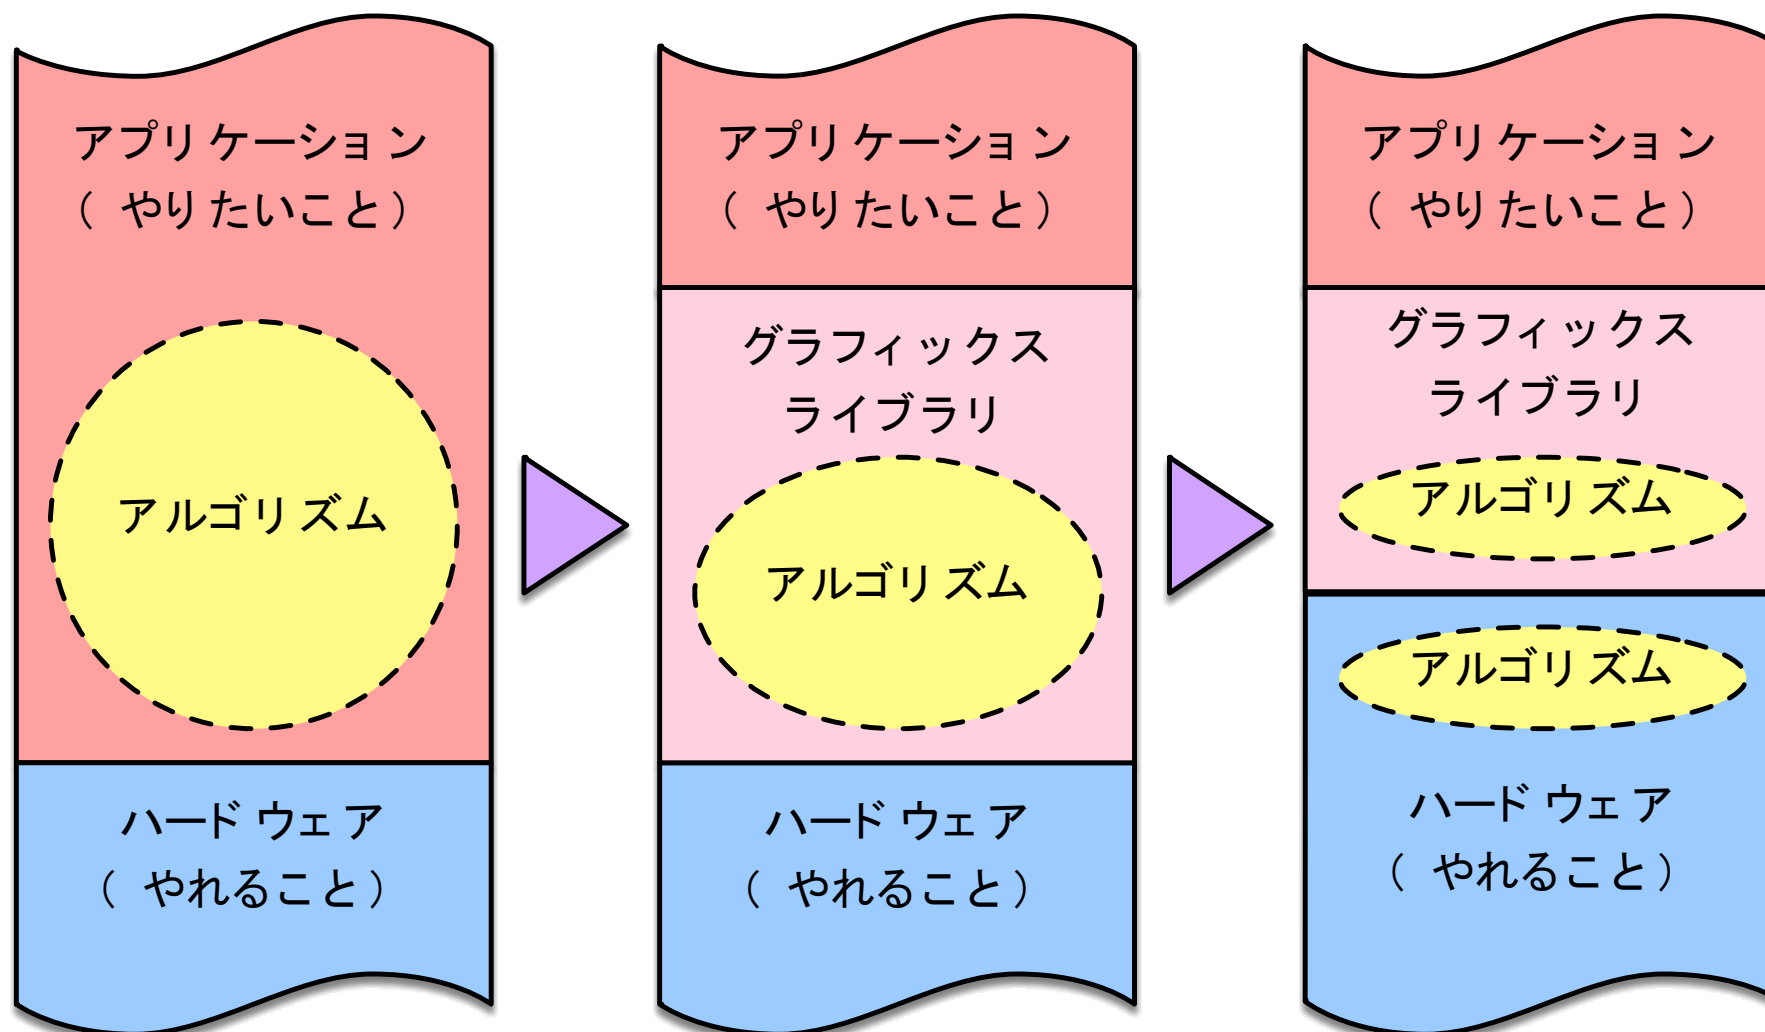 アプリケーション
（やりたいこと）
アルゴリズム
ハードウェア
（やれること）
アプリケーション
（やりたいこと）
グラフィックス
ライブラリ
アルゴリズム
ハードウェア
（やれること）
アプリケーション
（やりたいこと）
グラフィックス
ライブラリ
アルゴリズム
アルゴリズム
ハードウェア
（やれること）